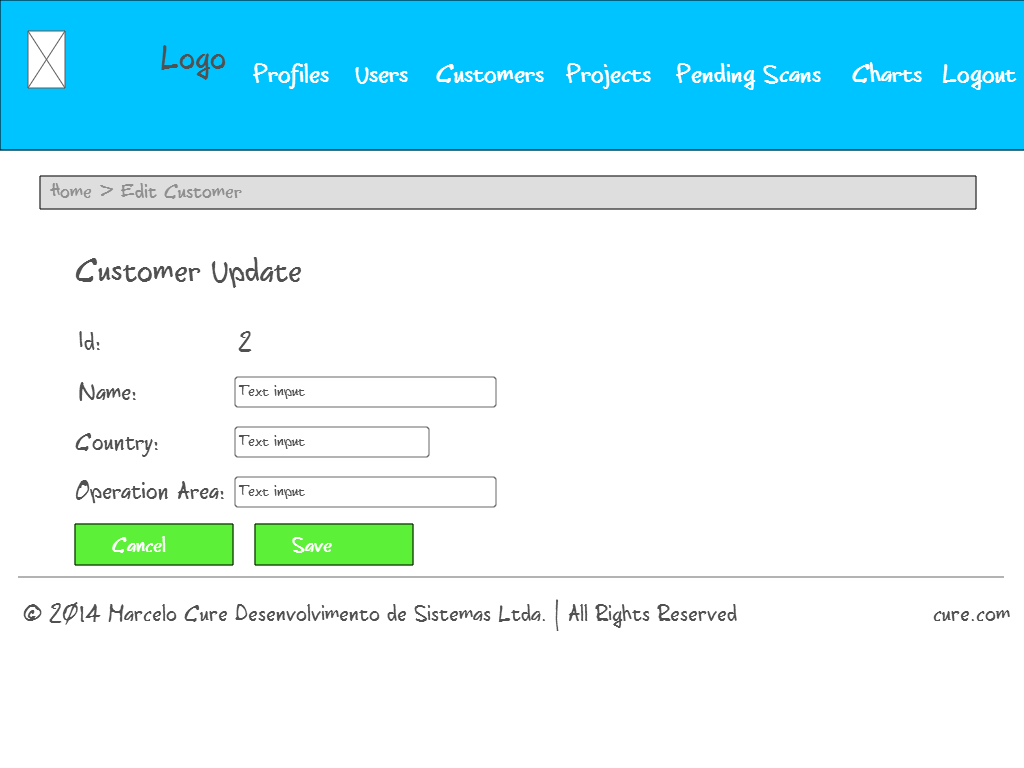 Logo Profiles Users Customers Projects Pending Scans Charts Logout
Home > Edit Customer
Customer Update
Id: 2
Name: Text input
Country: Text input
Operation Area: Text input
Cancel Save
© 2014 Marcelo Cure Desenvolvimento de Sistemas Ltda. | All Rights Reserved cure.com